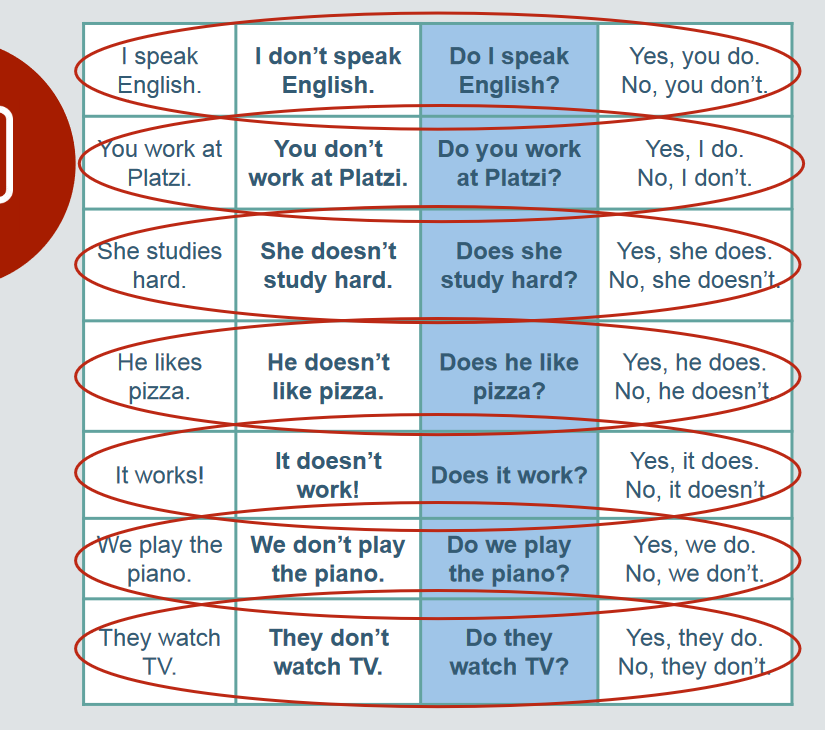 I speak
English.
I don’t speak
English.
Do I speak
English?
Yes, you do.
No, you don’t.
You work at
Platzi.
You don’t
work at Platzi.
Do you work
at Platzi?
Yes, I do.
No, I don’t.
She studies
hard.
She doesn’t
study hard.
Does she
study hard?
Yes, she does.
No, she doesn’t.
He likes
pizza.
He doesn’t
like pizza.
Does he like
pizza?
Yes, he does.
No, he doesn’t.
It works!
It doesn’t
work!
Does it work?
Yes, it does.
No, it doesn’t
We play the
piano.
We don’t play
the piano.
Do we play
the piano?
Yes, we do.
No, we don’t.
They watch
TV.
They don’t
watch TV.
Do they
watch TV?
Yes, they do.
No, they don’t.